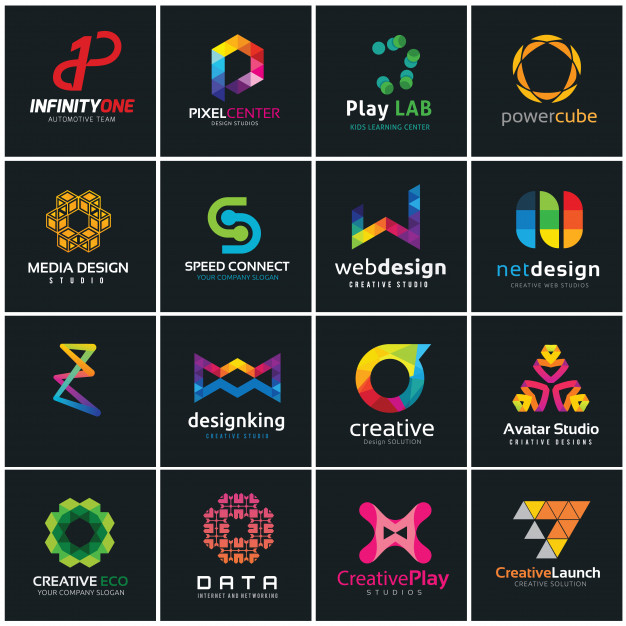 INFINITYONE
AUTOMOTIVE TEAM
PIXELCENTER
DESIGN STUDIOS
Play LAB
KIDS LEARNING CENTER
powercube
MEDIA DESIGN
STUDIO
SPEED CONNECT
YOUR COMPANY SLOGAN
webdesign
CREATIVE STUDIO
netdesign
CREATIVE WEB STUDIOS
designking
CREATIVE STUDIO
creative
Design SOLUTION
Avatar Studio
CRIATIVE DESIGNS
CREATIVE ECO
YOUR COMPANY SLOGAN
DATA
INTERNET AND NETWORKING
CreativePlay
STUDIOS
CreativeLaunch
CREATIVE SOLUTION